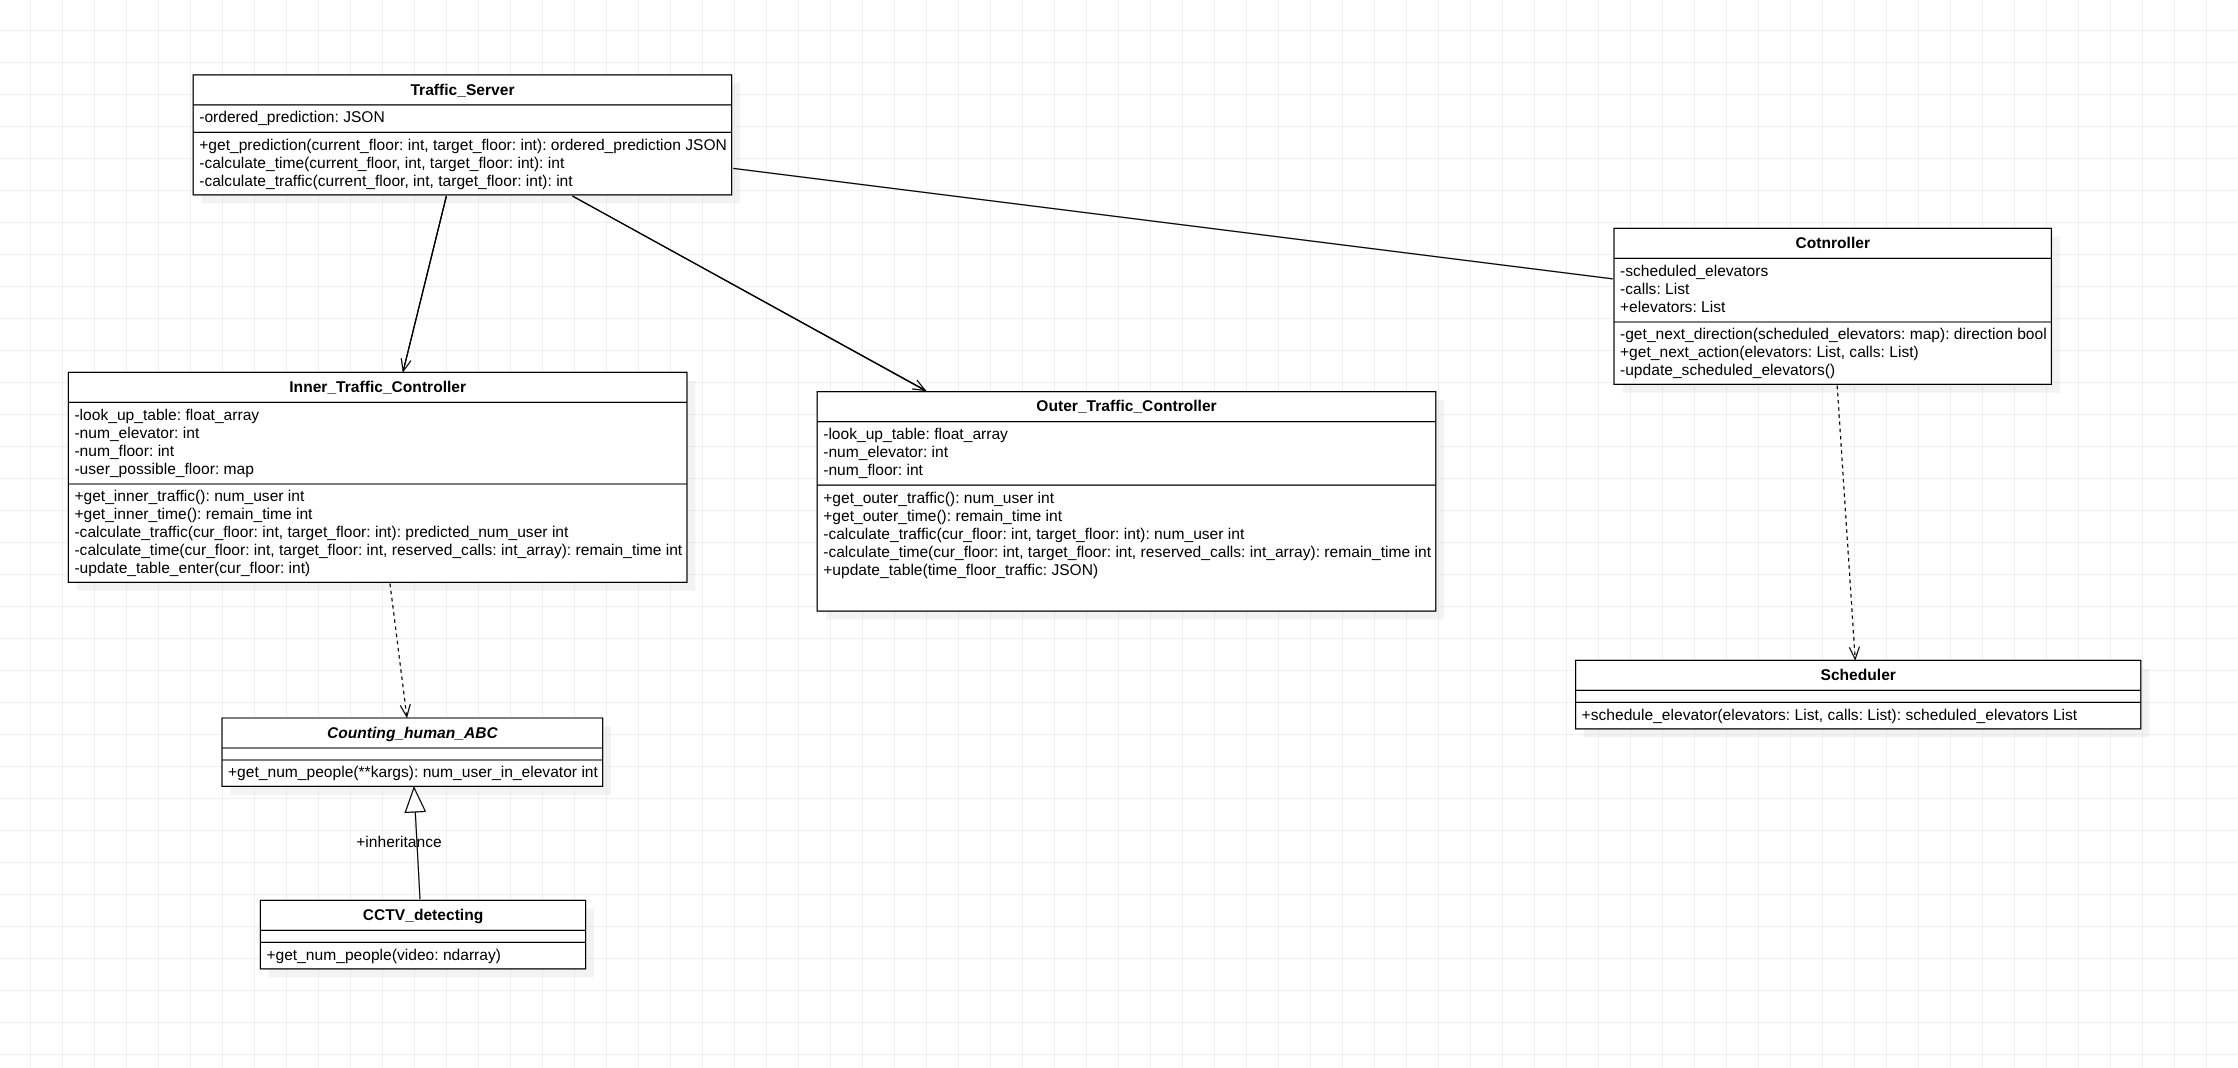 Traffic_Server
-ordered_prediction: JSON
+get_prediction(current_floor: int, target_floor: int): ordered_prediction JSON
-calculate_time(current_floor, int, target_floor: int): int
-calculate_traffic(current_floor, int, target_floor: int): int
Cotnroller
-scheduled_elevators
-calls: List
+elevators: List
-get_next_direction(scheduled_elevators: map): direction bool
+get_next_action(elevators: List, calls: List)
-update_scheduled_elevators()
Inner_Traffic_Controller
-look_up_table: float_array
-num_elevator: int
-num_floor: int
-user_possible_floor: map
+get_inner_traffic(): num_user int
+get_inner_time(): remain_time int
-calculate_traffic(cur_floor: int, target_floor: int): predicted_num_user int
-calculate_time(cur_floor: int, target_floor: int, reserved_calls: int_array): remain_time int
-update_table_enter(cur_floor: int)
Outer_Traffic_Controller
-look_up_table: float_array
-num_elevator: int
-num_floor: int
+get_outer_traffic(): num_user int
+get_outer_time(): remain_time int
-calculate_traffic(cur_floor: int, target_floor: int): num_user int
-calculate_time(cur_floor: int, target_floor: int, reserved_calls: int_array): remain_time int
+update_table(time_floor_traffic: JSON)
Scheduler
+schedule_elevator(elevators: List, calls: List): scheduled_elevators List
Counting_human_ABC
+get_num_people(**kargs): num_user_in_elevator int
+inheritance
CCTV_detecting
+get_num_people(video: ndarray)